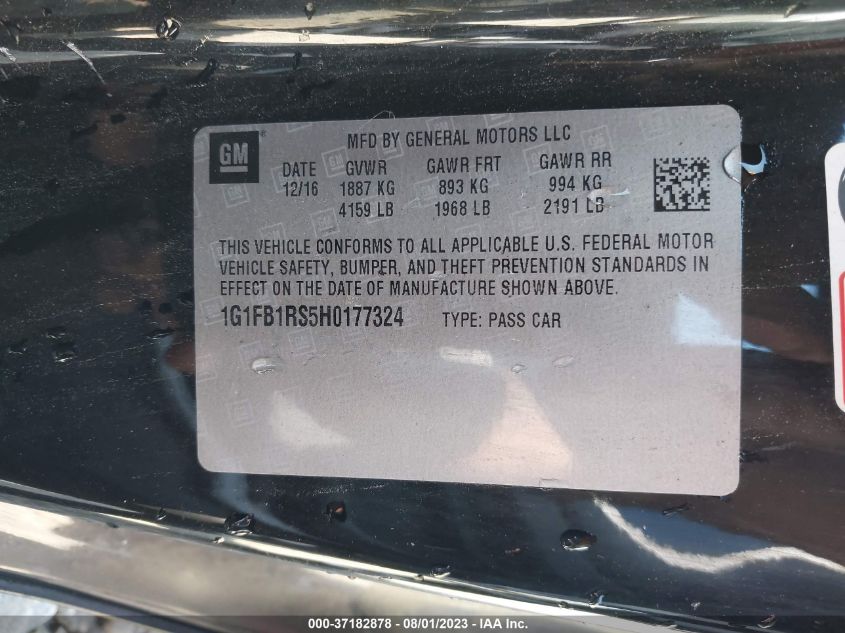 GM
MFD BY GENERAL MOTORS LLC
DATE GVWR GAWR FRT GAWR RR
12/16 1887 KG 893 KG 994 KG
4159 LB 1968 LB 2191 LB
THIS VEHICLE CONFORMS TO ALL APPLICABLE U.S. FEDERAL MOTOR
VEHICLE SAFETY, BUMPER, AND THEFT PREVENTION STANDARDS IN
EFFECT ON THE DATE OF MANUFACTURE SHOWN ABOVE.
1G1FB1RS5H0177324 TYPE: PASS CAR
000-37182878 - 08/01/2023 - IAA Inc.